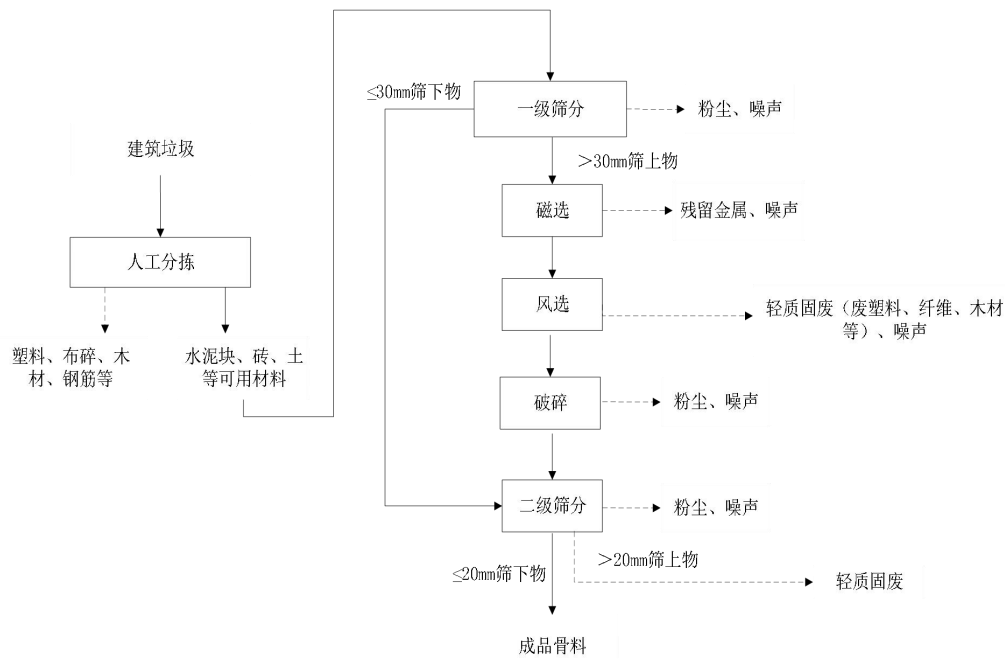 ≤30mm筛下物
一级筛分
粉尘、噪声
建筑垃圾
>30mm筛上物
磁选
残留金属、噪声
人工分拣
风选
轻质固废（废塑料、纤维、木材
等）、噪声
塑料、布碎、木
材、钢筋等
水泥块、砖、土
等可用材料
破碎
粉尘、噪声
二级筛分
粉尘、噪声
≤20mm筛下物
>20mm筛上物
轻质固废
成品骨料